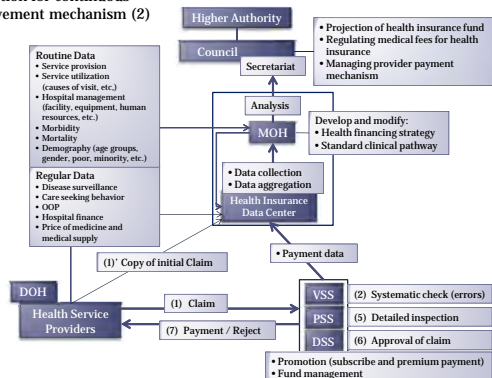 on for continuous
vement mechanism (2)
Higher Authority
Council
Secretariat
• Projection of health insurance fund
• Regulating medical fees for health
insurance
• Managing provider payment
mechanism
Routine Data
• Service provision
• Service utilization
(causes of visit, etc,)
• Hospital management
(facility, equipment, human
resources, etc.)
• Morbidity
• Mortality
• Demography (age groups,
gender, poor, minority, etc.)
Analysis
MOH
Develop and modify:
• Health financing strategy
• Standard clinical pathway
• Data collection
• Data aggregation
Regular Data
• Disease surveillance
• Care seeking behavior
• OOP
• Hospital finance
• Price of medicine and
medical supply
Health Insurance
Data Center
(1)' Copy of initial Claim
• Payment data
DOH
Health Service
Providers
(1) Claim
(7) Payment / Reject
VSS
(2) Systematic check (errors)
PSS
(5) Detailed inspection
DSS
(6) Approval of claim
• Promotion (subscribe and premium payment)
• Fund management